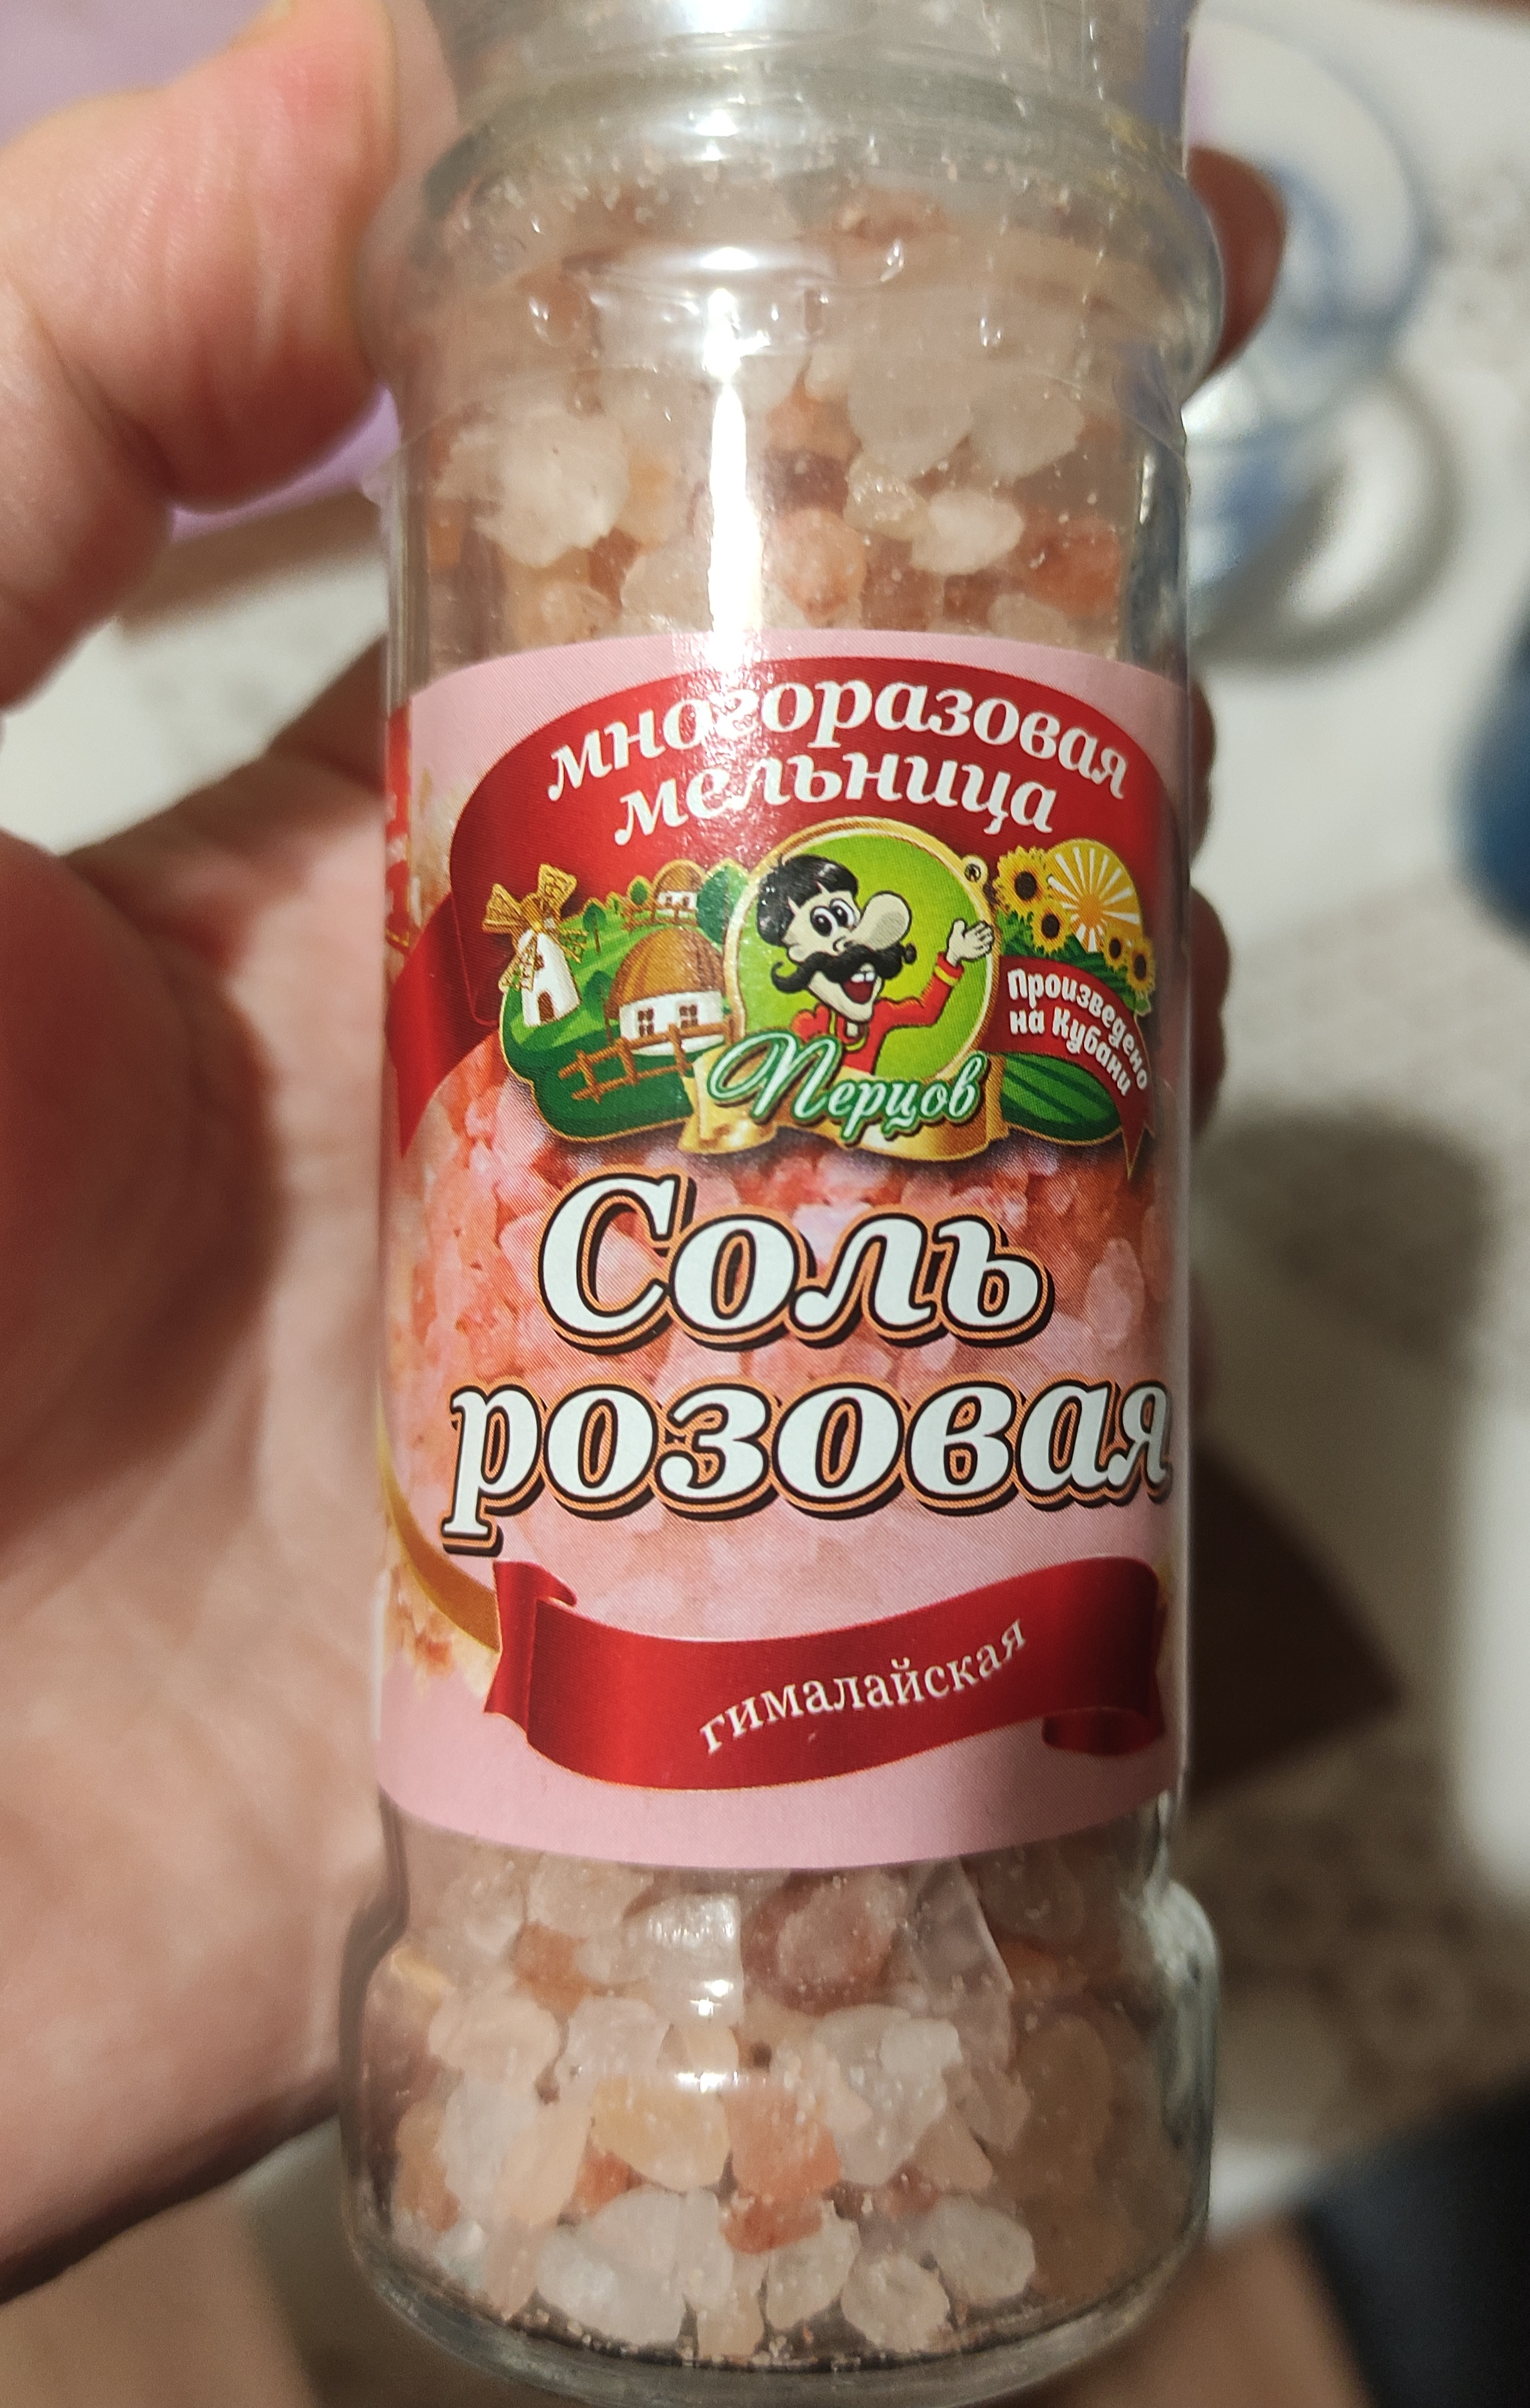 многоразовая
мельница
®
Произведено
на Кубани
Перцов
Соль
розовая
гималайская